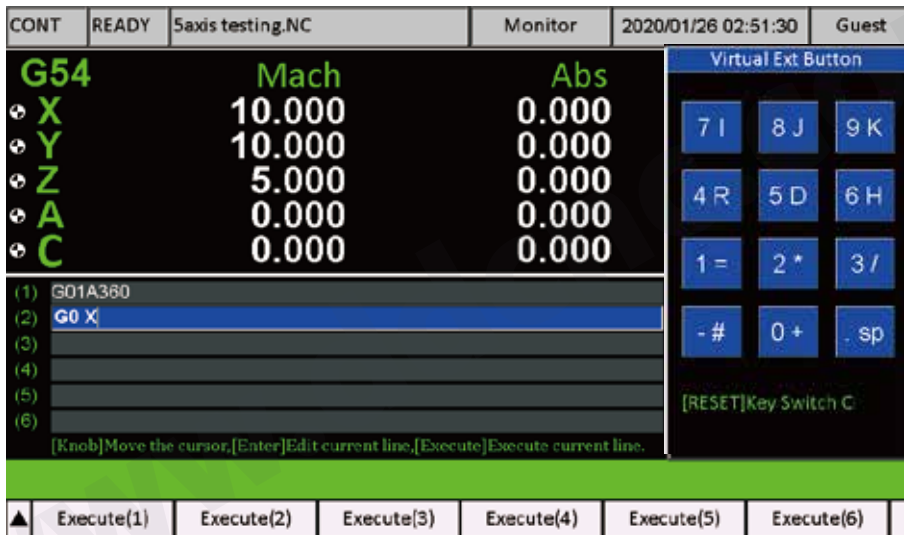 CONT READY 5axis testing.NC Monitor 2020/01/26 02:51:30 Guest
G54 Mach Abs
X 10.000 0.000
Y 10.000 0.000
Z 5.000 0.000
A 0.000 0.000
C 0.000 0.000
Virtual Ext Button
7 I 8 J 9 K
4 R 5 D 6 H
1 = 2 * 3 /
- # 0 + . sp
[RESET]Key Switch C
(1) G01A360
(2) G0 X
(3)
(4)
(5)
(6)
[Knob]Move the cursor,[Enter]Edit current line,[Execute]Execute current line.
▲ Execute(1) Execute(2) Execute(3) Execute(4) Execute(5) Execute(6)